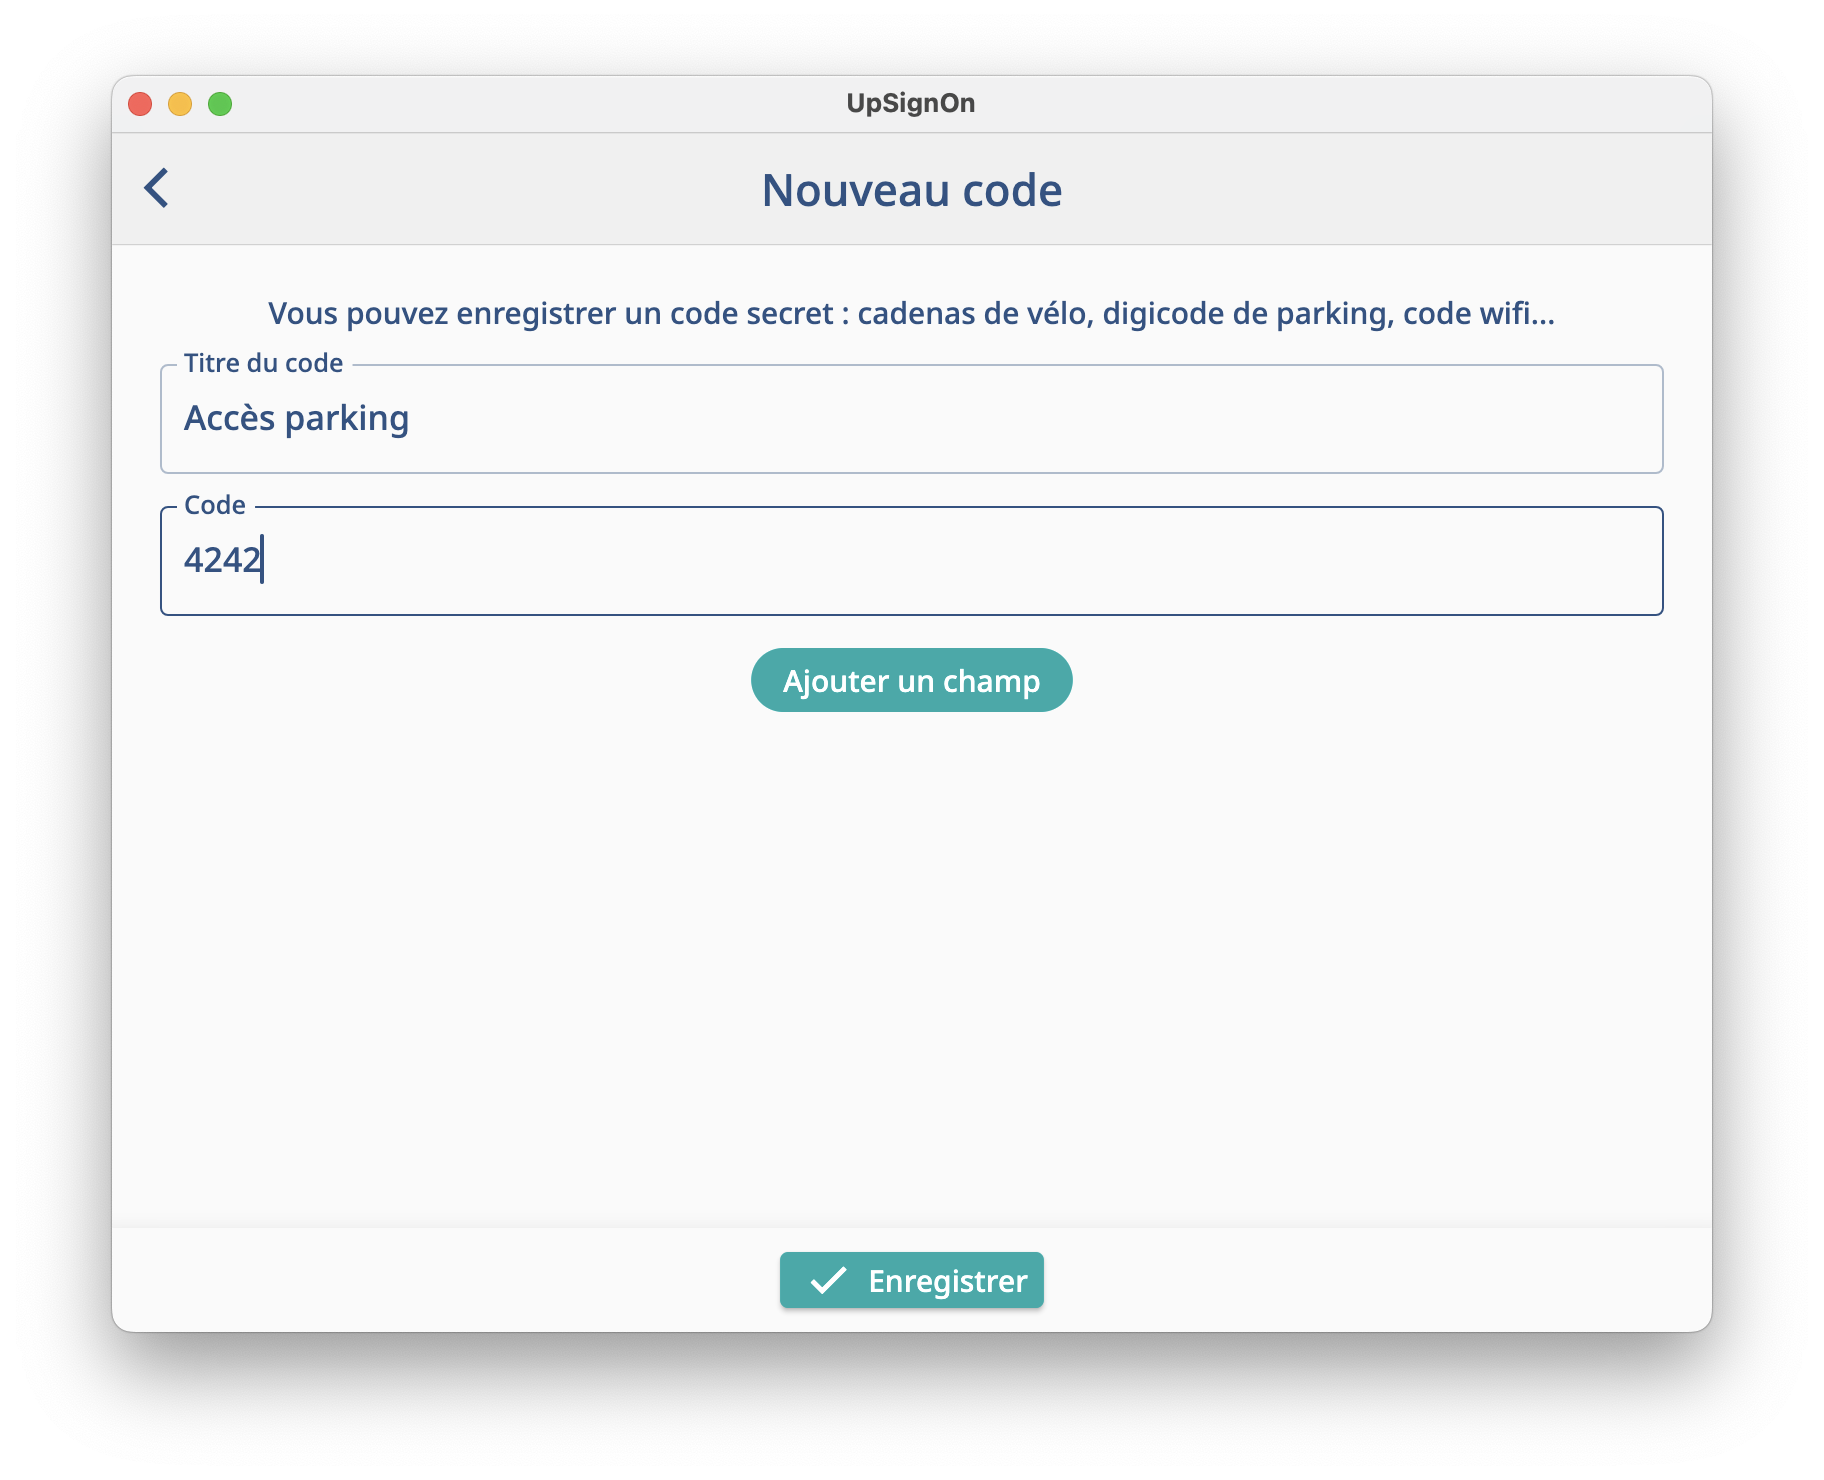 UpSignOn
Nouveau code
Vous pouvez enregistrer un code secret : cadenas de vélo, digicode de parking, code wifi...
Titre du code
Accès parking
Code
4242
Ajouter un champ
Enregistrer